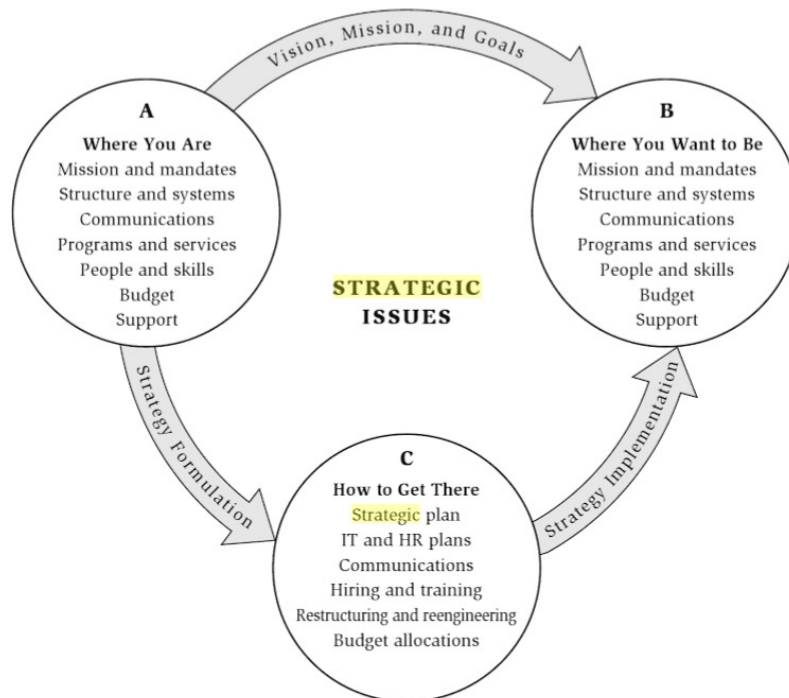 Vision, Mission, and Goals
A
Where You Are
Mission and mandates
Structure and systems
Communications
Programs and services
People and skills
Budget
Support
B
Where You Want to Be
Mission and mandates
Structure and systems
Communications
Programs and services
People and skills
Budget
Support
STRATEGIC
ISSUES
Strategy Formulation
Strategy Implementation
C
How to Get There
Strategic plan
IT and HR plans
Communications
Hiring and training
Restructuring and reengineering
Budget allocations